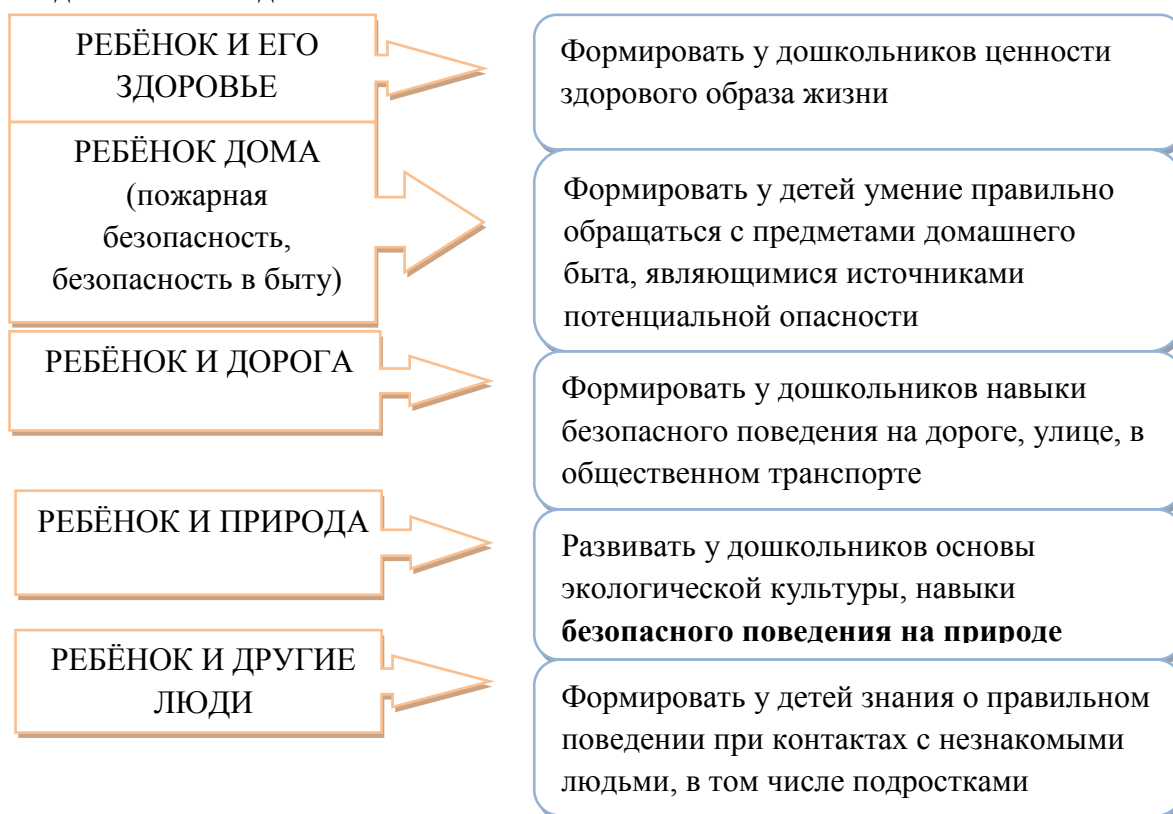 РЕБЁНОК И ЕГО
ЗДОРОВЬЕ
Формировать у дошкольников ценности
здорового образа жизни
РЕБЁНОК ДОМА
(пожарная
безопасность,
безопасность в быту)
Формировать у детей умение правильно
обращаться с предметами домашнего
быта, являющимися источниками
потенциальной опасности
РЕБЁНОК И ДОРОГА
Формировать у дошкольников навыки
безопасного поведения на дороге, улице, в
общественном транспорте
РЕБЁНОК И ПРИРОДА
Развивать у дошкольников основы
экологической культуры, навыки
безопасного поведения на природе
РЕБЁНОК И ДРУГИЕ
ЛЮДИ
Формировать у детей знания о правильном
поведении при контактах с незнакомыми
людьми, в том числе подростками